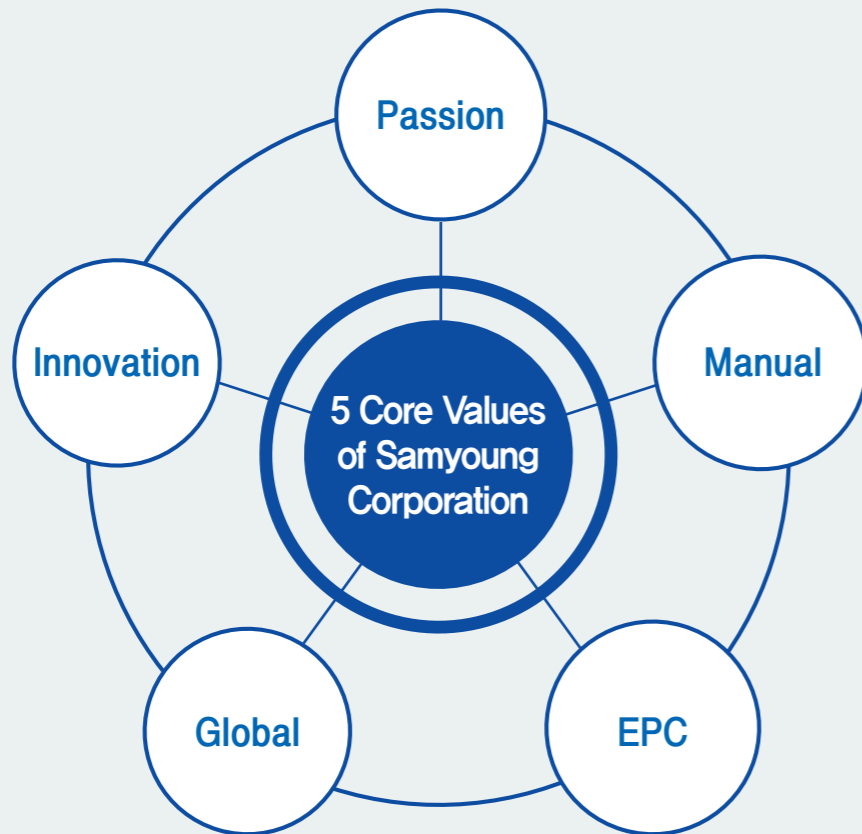 Passion
Innovation
Manual
5 Core Values
of Samyoung
Corporation
Global
EPC